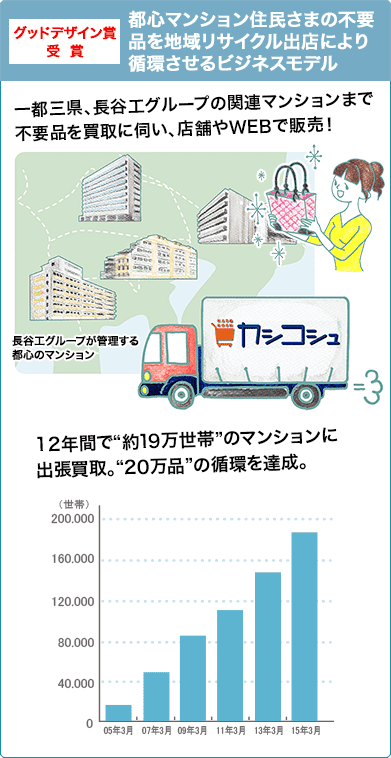 グッドデザイン賞
受 賞
都心マンション住民さまの不要
品を地域リサイクル出店により
循環させるビジネスモデル
一都三県、長谷工グループの関連マンションまで
不要品を買取に伺い、店舗やWEBで販売！
カシコシュ
長谷工グループが管理する
都心のマンション
12年間で“約19万世帯”のマンションに
出張買取。“20万品”の循環を達成。
（世帯）
200.000
160.000
120.000
80.000
40.000
0
05年3月 07年3月 09年3月 11年3月 13年3月 15年3月